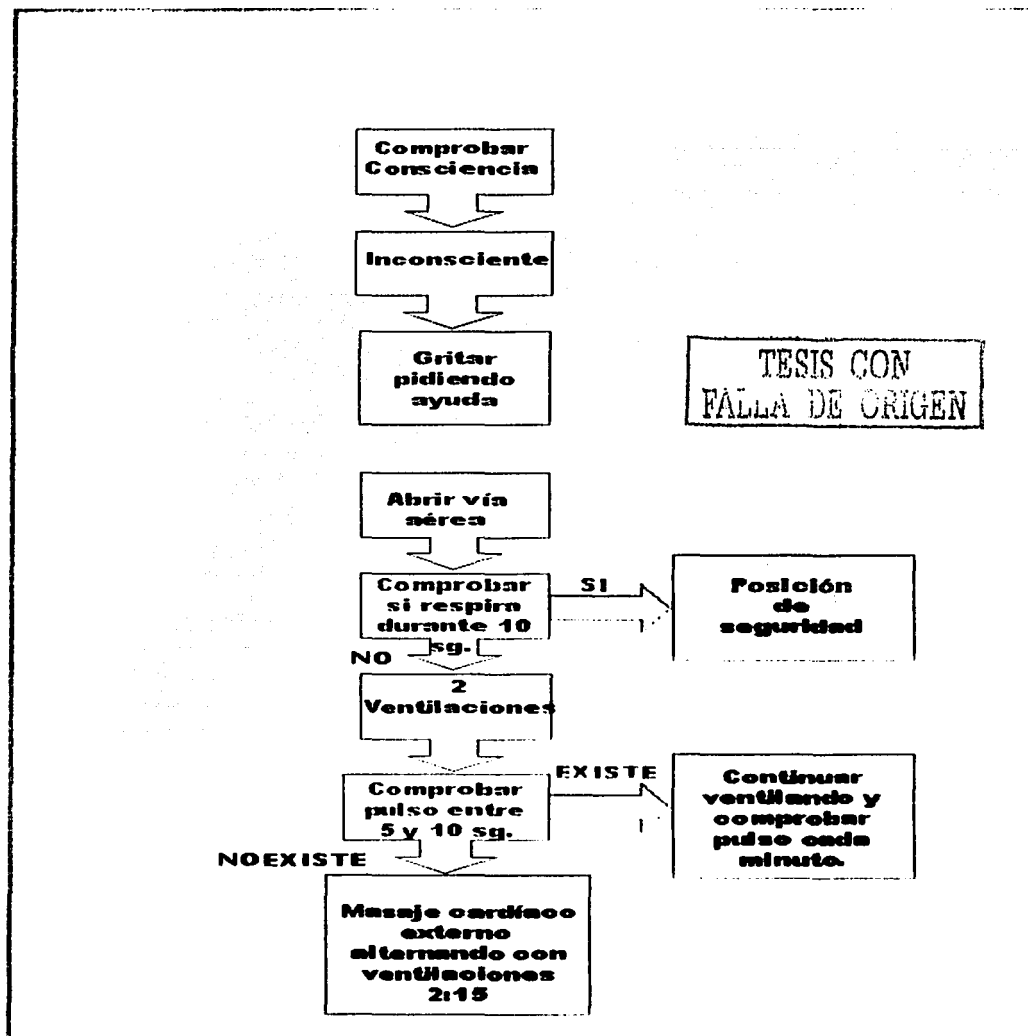 Comprobar
Consciencia
Inconsciente
Gritar
pidiendo
ayuda
TESIS CON
FALLA DE ORIGEN
Abrir vía
aérea
Comprobar
si respira
durante 10
sg.
SI
Posición
de
seguridad
NO
2
Ventilaciones
Comprobar
pulso entre
5 y 10 sg.
EXISTE
Continuar
ventilando y
comprobar
pulso cada
minuto.
NOEXISTE
Masaje cardíaco
externo
alternando con
ventilaciones
2:15